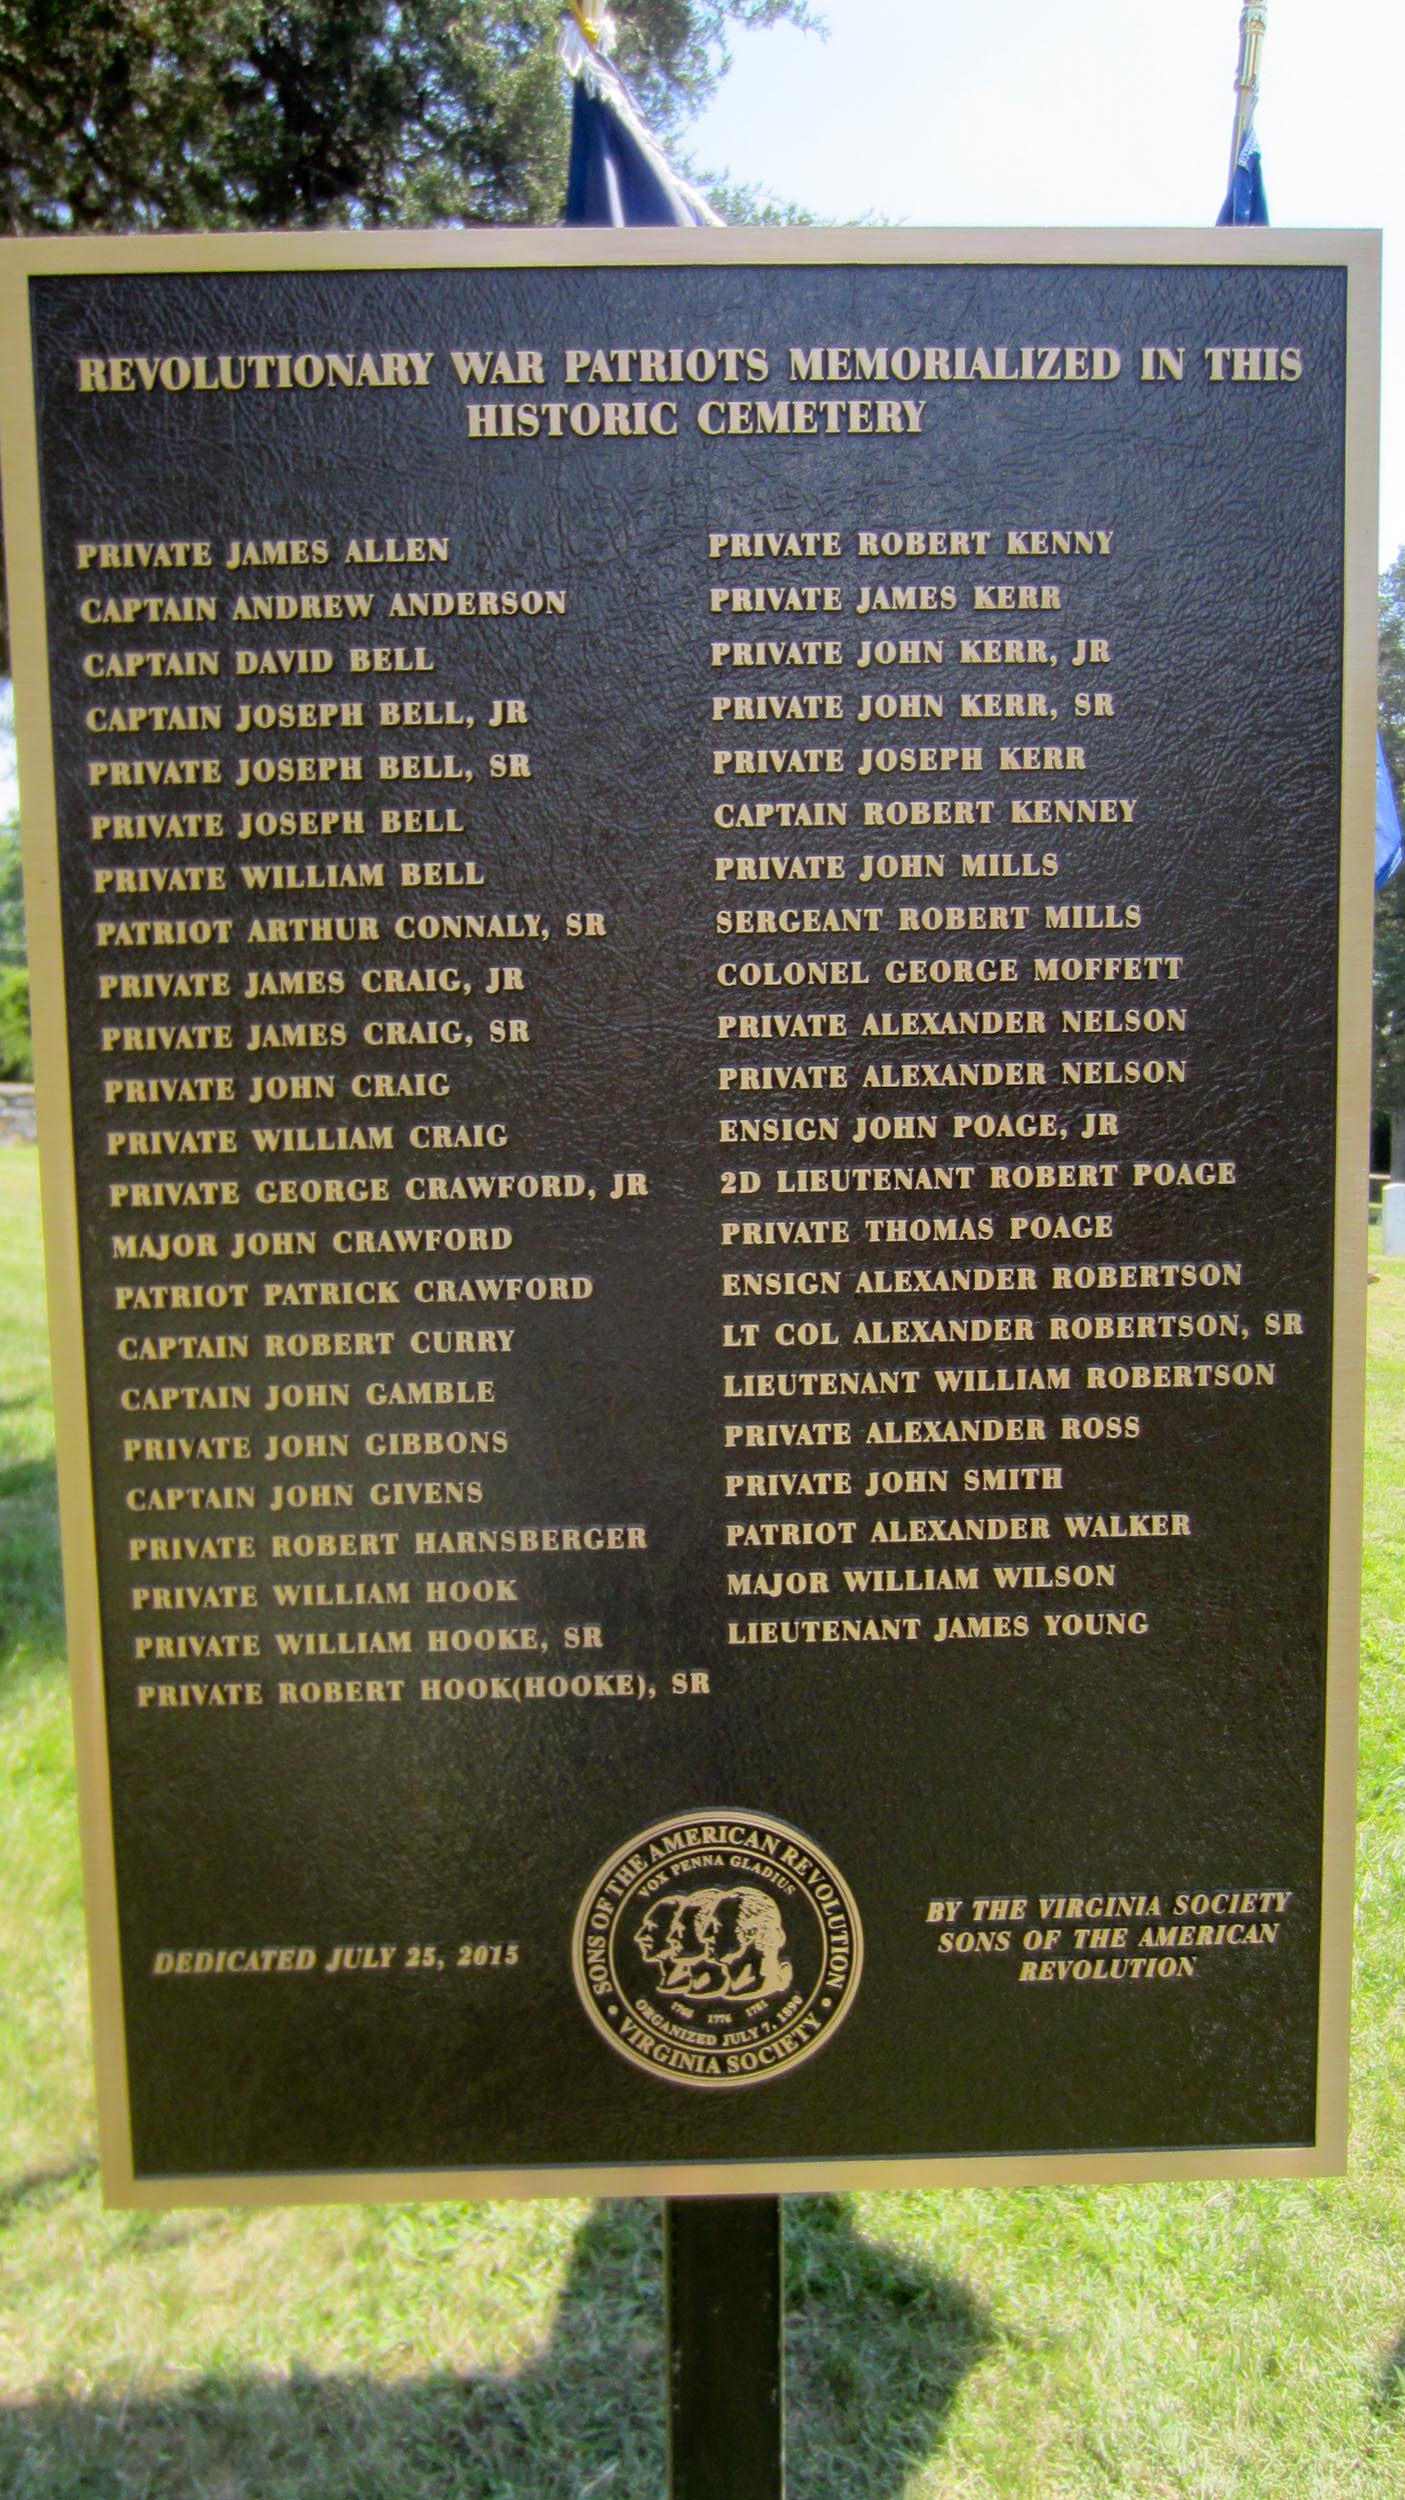 REVOLUTIONARY WAR PATRIOTS MEMORIALIZED IN THIS
HISTORIC CEMETERY
PRIVATE JAMES ALLEN
CAPTAIN ANDREW ANDERSON
CAPTAIN DAVID BELL
CAPTAIN JOSEPH BELL, JR
PRIVATE JOSEPH BELL, SR
PRIVATE JOSEPH BELL
PRIVATE WILLIAM BELL
PATRIOT ARTHUR CONNALY, SR
PRIVATE JAMES CRAIG, JR
PRIVATE JAMES CRAIG, SR
PRIVATE JOHN CRAIG
PRIVATE WILLIAM CRAIG
PRIVATE GEORGE CRAWFORD, JR
MAJOR JOHN CRAWFORD
PATRIOT PATRICK CRAWFORD
CAPTAIN ROBERT CURRY
CAPTAIN JOHN GAMBLE
PRIVATE JOHN GIBBONS
CAPTAIN JOHN GIVENS
PRIVATE ROBERT HARNSBERGER
PRIVATE WILLIAM HOOK
PRIVATE WILLIAM HOOKE, SR
PRIVATE ROBERT HOOK(HOOKE), SR
PRIVATE ROBERT KENNY
PRIVATE JAMES KERR
PRIVATE JOHN KERR, JR
PRIVATE JOHN KERR, SR
PRIVATE JOSEPH KERR
CAPTAIN ROBERT KENNEY
PRIVATE JOHN MILLS
SERGEANT ROBERT MILLS
COLONEL GEORGE MOFFETT
PRIVATE ALEXANDER NELSON
PRIVATE ALEXANDER NELSON
ENSIGN JOHN POAGE, JR
2D LIEUTENANT ROBERT POAGE
PRIVATE THOMAS POAGE
ENSIGN ALEXANDER ROBERTSON
LT COL ALEXANDER ROBERTSON, SR
LIEUTENANT WILLIAM ROBERTSON
PRIVATE ALEXANDER ROSS
PRIVATE JOHN SMITH
PATRIOT ALEXANDER WALKER
MAJOR WILLIAM WILSON
LIEUTENANT JAMES YOUNG
DEDICATED JULY 25, 2015
SONS OF THE AMERICAN REVOLUTION
VOX PENNA GLADIUS
1776 1781
ORGANIZED JULY 7, 1890
• VIRGINIA SOCIETY •
BY THE VIRGINIA SOCIETY
SONS OF THE AMERICAN
REVOLUTION